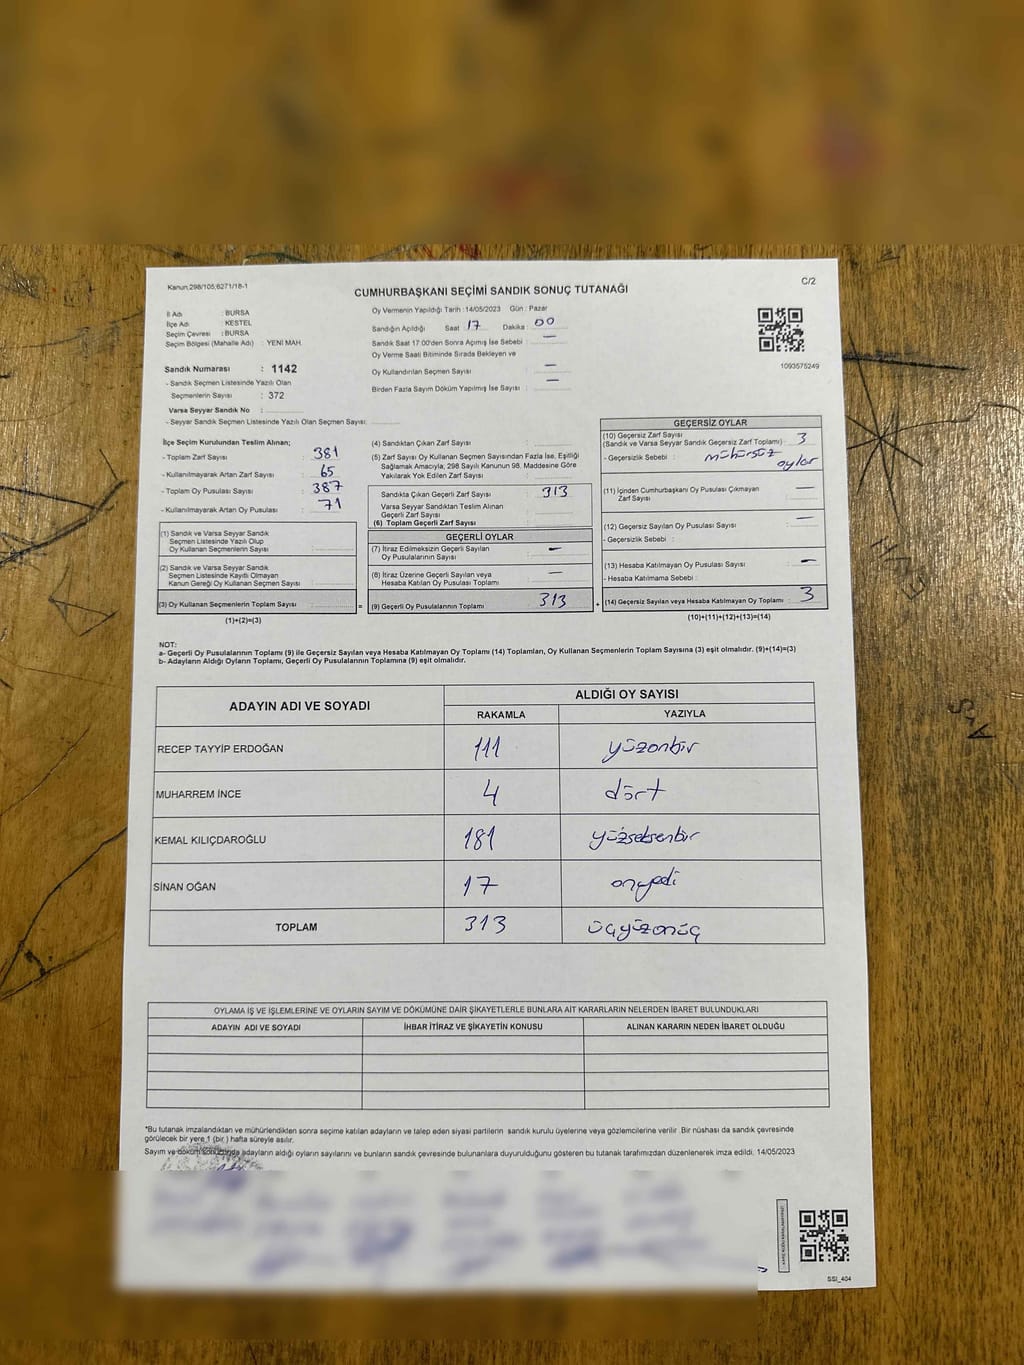 Kanun,298/105;6271/18-1
C/2
CUMHURBAŞKANI SEÇİMİ SANDIK SONUÇ TUTANAĞI
İl Adı : BURSA
İlçe Adı : KESTEL
Seçim Çevresi : BURSA
Seçim Bölgesi (Mahalle Adı) : YENİ MAH.
Sandık Numarası : 1142
- Sandık Seçmen Listesinde Yazılı Olan
Seçmenlerin Sayısı : 372
Varsa Seyyar Sandık No :
- Seyyar Sandık Seçmen Listesinde Yazılı Olan Seçmen Sayısı:
Oy Vermenin Yapıldığı Tarih :14/05/2023 Gün : Pazar
Sandığın Açıldığı Saat : 17 Dakika : 00
Sandık Saat 17:00'den Sonra Açılmış İse Sebebi : —
Oy Verme Saati Bitiminde Sırada Bekleyen ve
Oy Kullandırılan Seçmen Sayısı : —
Birden Fazla Sayım Döküm Yapılmış İse Sayısı : —
1093575249
İlçe Seçim Kurulundan Teslim Alınan;
- Toplam Zarf Sayısı : 381
- Kullanılmayarak Artan Zarf Sayısı : 65
- Toplam Oy Pusulası Sayısı : 387
- Kullanılmayarak Artan Oy Pusulası : 71
(1) Sandık ve Varsa Seyyar Sandık
Seçmen Listesinde Yazılı Olup
Oy Kullanan Seçmenlerin Sayısı :
(2) Sandık ve Varsa Seyyar Sandık
Seçmen Listesinde Kayıtlı Olmayan
Kanun Gereği Oy Kullanan Seçmen Sayısı :
(3) Oy Kullanan Seçmenlerin Toplam Sayısı : =
(1)+(2)=(3)
(4) Sandıktan Çıkan Zarf Sayısı :
(5) Zarf Sayısı Oy Kullanan Seçmen Sayısından Fazla İse, Eşitliği
Sağlamak Amacıyla, 298 Sayılı Kanunun 98. Maddesine Göre
Yakılarak Yok Edilen Zarf Sayısı :
Sandıkta Çıkan Geçerli Zarf Sayısı : 313
Varsa Seyyar Sandıktan Teslim Alınan
Geçerli Zarf Sayısı :
(6) Toplam Geçerli Zarf Sayısı :
GEÇERLİ OYLAR
(7) İtiraz Edilmeksizin Geçerli Sayılan
Oy Pusulalarının Sayısı : —
(8) İtiraz Üzerine Geçerli Sayılan veya
Hesaba Katılan Oy Pusulası Toplamı : —
(9) Geçerli Oy Pusulalarının Toplamı : 313 +
GEÇERSİZ OYLAR
(10) Geçersiz Zarf Sayısı
(Sandık ve Varsa Seyyar Sandık Geçersiz Zarf Toplamı) : 3
- Geçersizlik Sebebi : mühürsüz
oylar
(11) İçinden Cumhurbaşkanı Oy Pusulası Çıkmayan
Zarf Sayısı : —
(12) Geçersiz Sayılan Oy Pusulası Sayısı : —
- Geçersizlik Sebebi :
(13) Hesaba Katılmayan Oy Pusulası Sayısı : —
- Hesaba Katılmama Sebebi :
(14) Geçersiz Sayılan veya Hesaba Katılmayan Oy Toplamı : 3
(10)+(11)+(12)+(13)=(14)
NOT:
a- Geçerli Oy Pusulalarının Toplamı (9) ile Geçersiz Sayılan veya Hesaba Katılmayan Oy Toplamı (14) Toplamları, Oy Kullanan Seçmenlerin Toplam Sayısına (3) eşit olmalıdır. (9)+(14)=(3)
b- Adayların Aldığı Oyların Toplamı, Geçerli Oy Pusulalarının Toplamına (9) eşit olmalıdır.
ADAYIN ADI VE SOYADI
ALDIĞI OY SAYISI
RAKAMLA YAZIYLA
RECEP TAYYİP ERDOĞAN 111 yüzonbir
MUHARREM İNCE 4 dört
KEMAL KILIÇDAROĞLU 181 yüzseksenbir
SİNAN OĞAN 17 onyedi
TOPLAM 313 üçyüzonüç
OYLAMA İŞ VE İŞLEMLERİNE VE OYLARIN SAYIM VE DÖKÜMÜNE DAİR ŞİKAYETLERLE BUNLARA AİT KARARLARIN NELERDEN İBARET BULUNDUKLARI
ADAYIN ADI VE SOYADI İHBAR İTİRAZ VE ŞİKAYETİN KONUSU ALINAN KARARIN NEDEN İBARET OLDUĞU
*Bu tutanak imzalandıktan ve mühürlendikten sonra seçime katılan adayların ve talep eden siyasi partilerin sandık kurulu üyelerine veya gözlemcilerine verilir .Bir nüshası da sandık çevresinde
görülecek bir yere 1 (bir ) hafta süreyle asılır.
Sayım ve döküm sonunda adayların aldığı oyların sayılarını ve bunların sandık çevresinde bulunanlara duyurulduğunu gösteren bu tutanak tarafımızdan düzenlenerek imza edildi. 14/05/2023
SSI_404